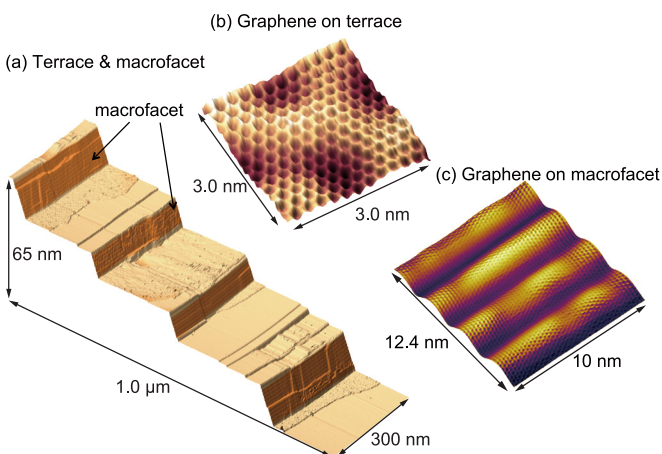 (b) Graphene on terrace
(a) Terrace & macrofacet
macrofacet
3.0 nm
3.0 nm
(c) Graphene on macrofacet
65 nm
12.4 nm
10 nm
1.0 μm
300 nm